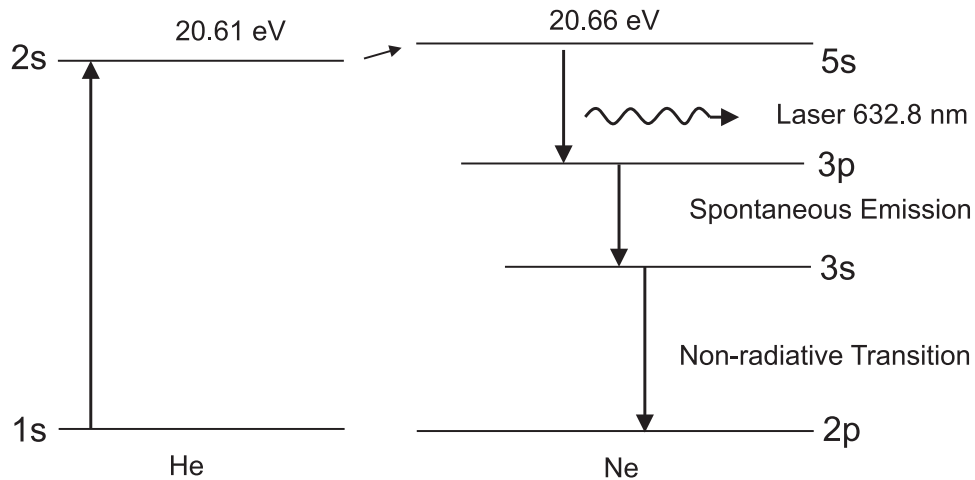 20.61 eV
20.66 eV
2s
5s
Laser 632.8 nm
3p
Spontaneous Emission
3s
Non-radiative Transition
1s
2p
He
Ne